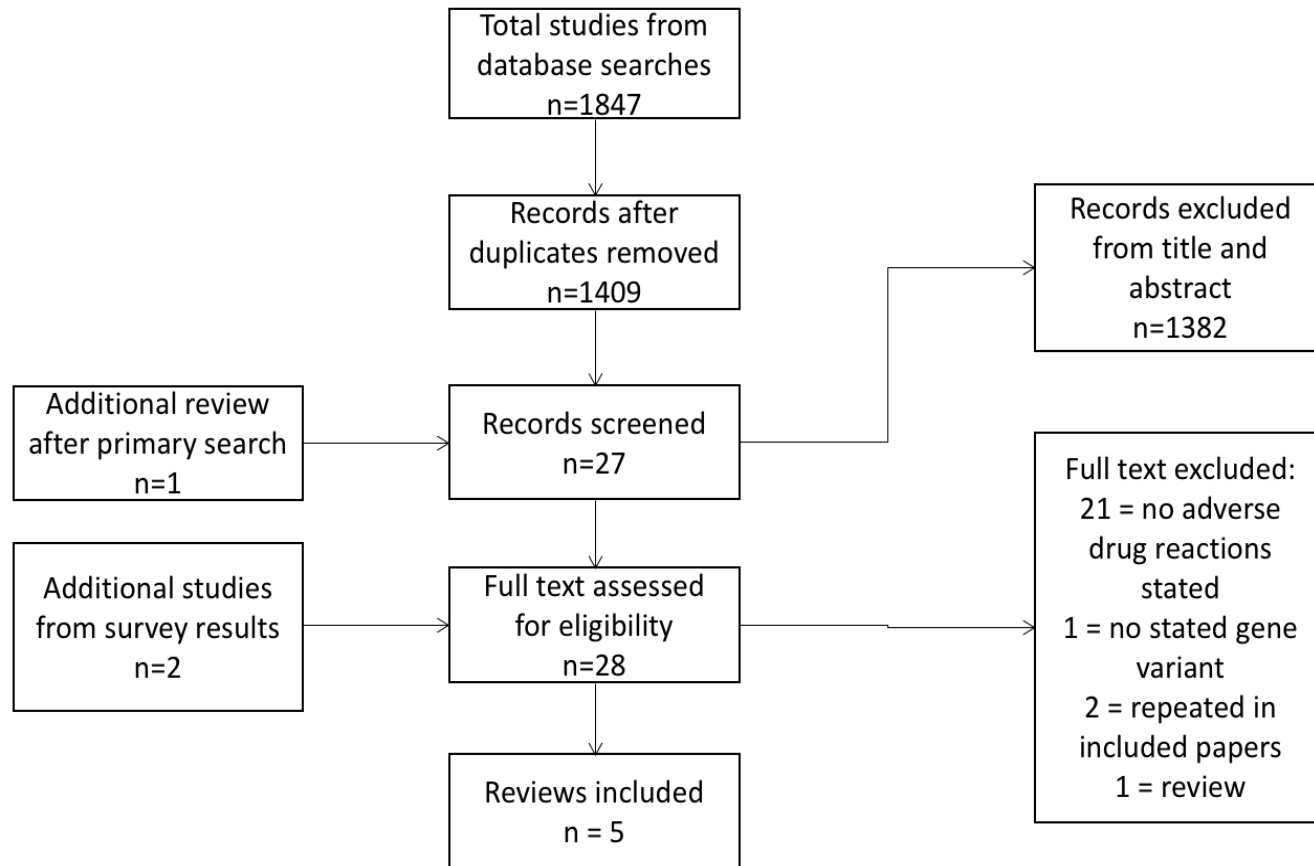 Total studies from
database searches
n=1847
Records after
duplicates removed
n=1409
Records excluded
from title and
abstract
n=1382
Additional review
after primary search
n=1
Records screened
n=27
Additional studies
from survey results
n=2
Full text assessed
for eligibility
n=28
Full text excluded:
21 = no adverse
drug reactions
stated
1 = no stated gene
variant
2 = repeated in
included papers
1 = review
Reviews included
n = 5